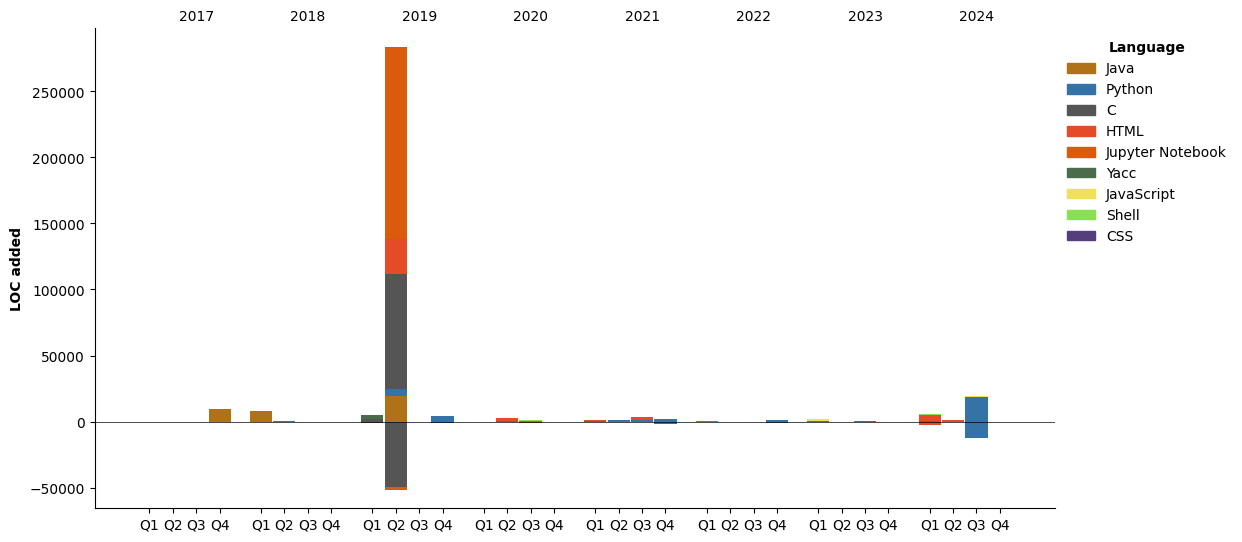 2017 2018 2019 2020 2021 2022 2023 2024
Language
Java
Python
C
HTML
Jupyter Notebook
Yacc
JavaScript
Shell
CSS
LOC added
250000
200000
150000
100000
50000
0
−50000
Q1 Q2 Q3 Q4 Q1 Q2 Q3 Q4 Q1 Q2 Q3 Q4 Q1 Q2 Q3 Q4 Q1 Q2 Q3 Q4 Q1 Q2 Q3 Q4 Q1 Q2 Q3 Q4 Q1 Q2 Q3 Q4